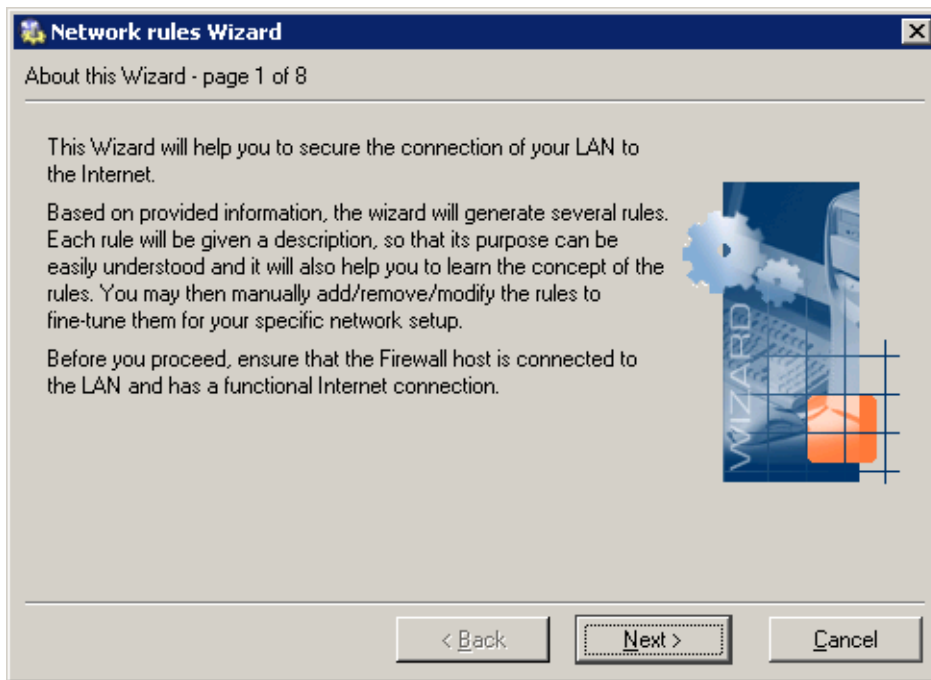 Network rules Wizard
About this Wizard - page 1 of 8
This Wizard will help you to secure the connection of your LAN to
the Internet.
Based on provided information, the wizard will generate several rules.
Each rule will be given a description, so that its purpose can be
easily understood and it will also help you to learn the concept of the
rules. You may then manually add/remove/modify the rules to
fine-tune them for your specific network setup.
Before you proceed, ensure that the Firewall host is connected to
the LAN and has a functional Internet connection.
WIZARD
< Back
Next >
Cancel